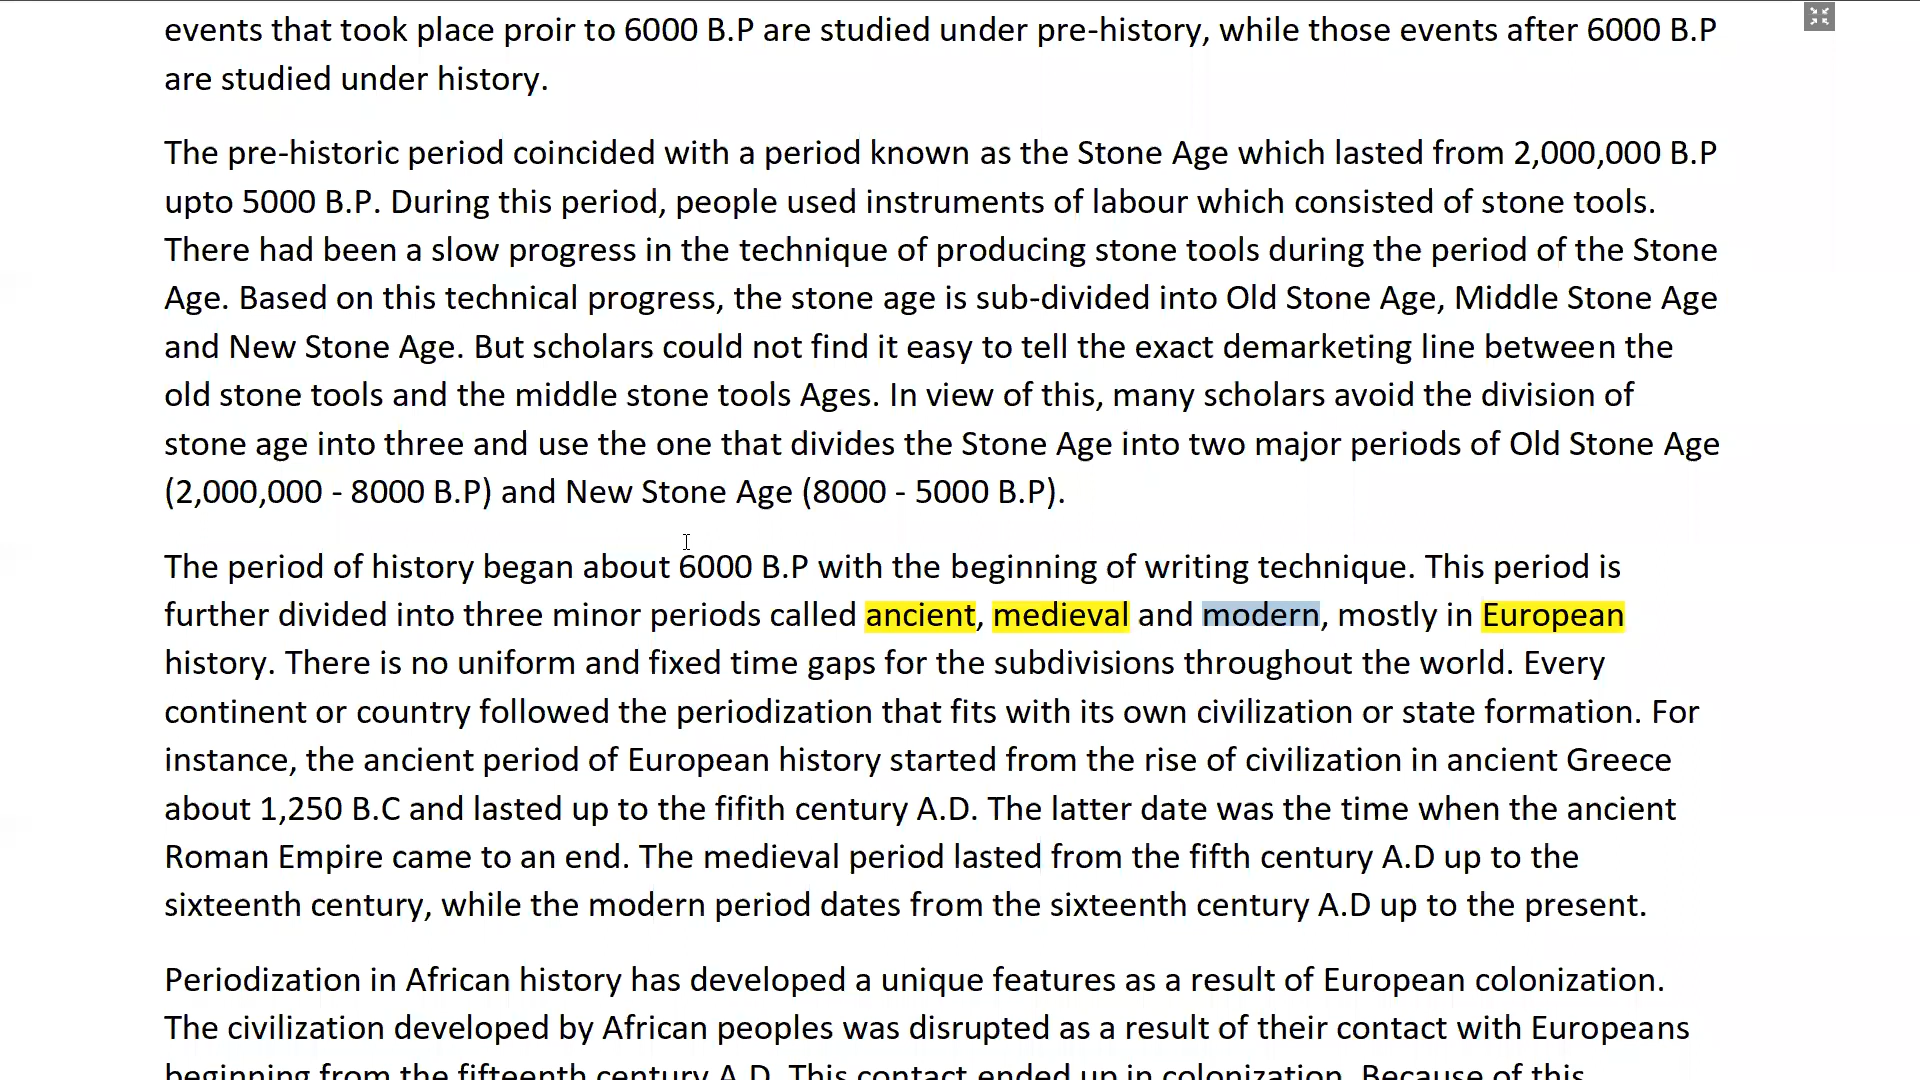 events that took place proir to 6000 B.P are studied under pre-history, while those events after 6000 B.P
are studied under history.
The pre-historic period coincided with a period known as the Stone Age which lasted from 2,000,000 B.P
upto 5000 B.P. During this period, people used instruments of labour which consisted of stone tools.
There had been a slow progress in the technique of producing stone tools during the period of the Stone
Age. Based on this technical progress, the stone age is sub-divided into Old Stone Age, Middle Stone Age
and New Stone Age. But scholars could not find it easy to tell the exact demarketing line between the
old stone tools and the middle stone tools Ages. In view of this, many scholars avoid the division of
stone age into three and use the one that divides the Stone Age into two major periods of Old Stone Age
(2,000,000 - 8000 B.P) and New Stone Age (8000 - 5000 B.P).
The period of history began about 6000 B.P with the beginning of writing technique. This period is
further divided into three minor periods called ancient, medieval and modern, mostly in European
history. There is no uniform and fixed time gaps for the subdivisions throughout the world. Every
continent or country followed the periodization that fits with its own civilization or state formation. For
instance, the ancient period of European history started from the rise of civilization in ancient Greece
about 1,250 B.C and lasted up to the fifith century A.D. The latter date was the time when the ancient
Roman Empire came to an end. The medieval period lasted from the fifth century A.D up to the
sixteenth century, while the modern period dates from the sixteenth century A.D up to the present.
Periodization in African history has developed a unique features as a result of European colonization.
The civilization developed by African peoples was disrupted as a result of their contact with Europeans
beginning from the fifteenth century A.D. This contact ended up in colonization. Because of this